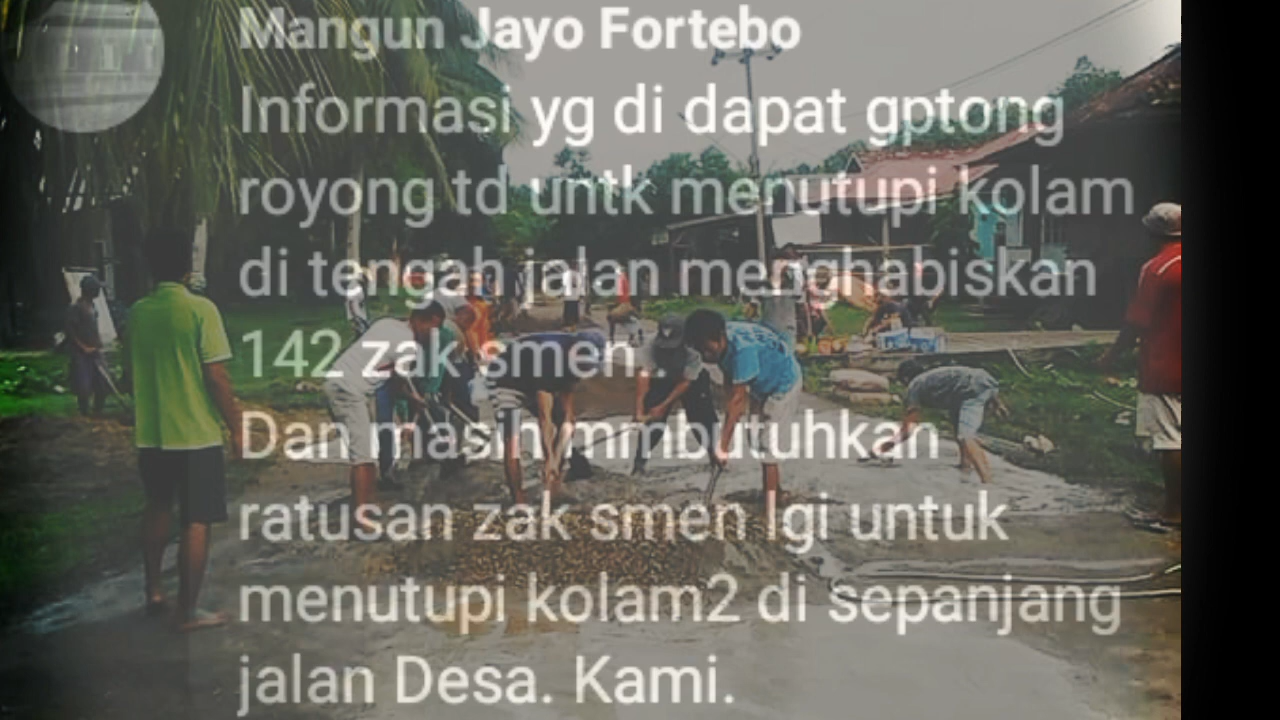 Mangun Jayo Fortebo
Informasi yg di dapat gptong
royong td untk menutupi kolam
di tengah jalan menghabiskan
142 zak smen..
Dan masih mmbutuhkan
ratusan zak smen lgi untuk
menutupi kolam2 di sepanjang
jalan Desa. Kami.